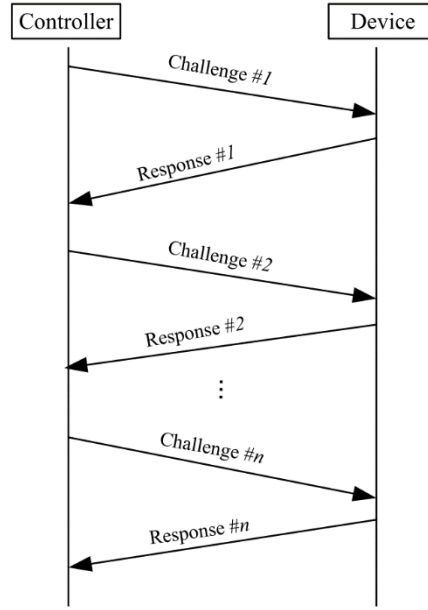 Controller
Device
Challenge #1
Response #1
Challenge #2
Response #2
...
Challenge #n
Response #n